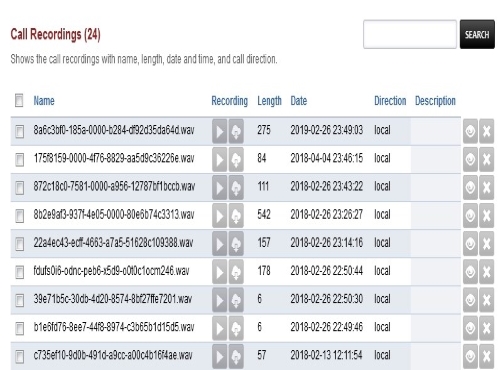 Call Recordings (24)
SEARCH
Shows the call recordings with name, length, date and time, and call direction.
Name Recording Length Date Direction Description
8a6c3bf0-185a-0000-b284-df92d35da64d.wav 275 2019-02-26 23:49:03 local
175f8159-0000-4f76-8829-aa5d9c36226e.wav 84 2018-04-04 23:46:15 local
872c18c0-7581-0000-a956-12787bf1bccb.wav 111 2018-02-26 23:43:22 local
8b2e9af3-937f-4e05-0000-80e6b74c3313.wav 542 2018-02-26 23:26:27 local
22a4ec43-ecff-4663-a7a5-51628c109388.wav 157 2018-02-26 23:14:16 local
fdufs0i6-odnc-peb6-x5d9-o0t0c1ocm246.wav 178 2018-02-26 22:50:44 local
39e71b5c-30db-4d20-8574-8bf27ffe7201.wav 6 2018-02-26 22:50:30 local
b1e6fd76-8ee7-44f8-8974-c3b65b1d15d5.wav 6 2018-02-26 22:49:46 local
c735ef10-9d0b-491d-a9cc-a00c4b16f4ae.wav 57 2018-02-13 12:11:54 local